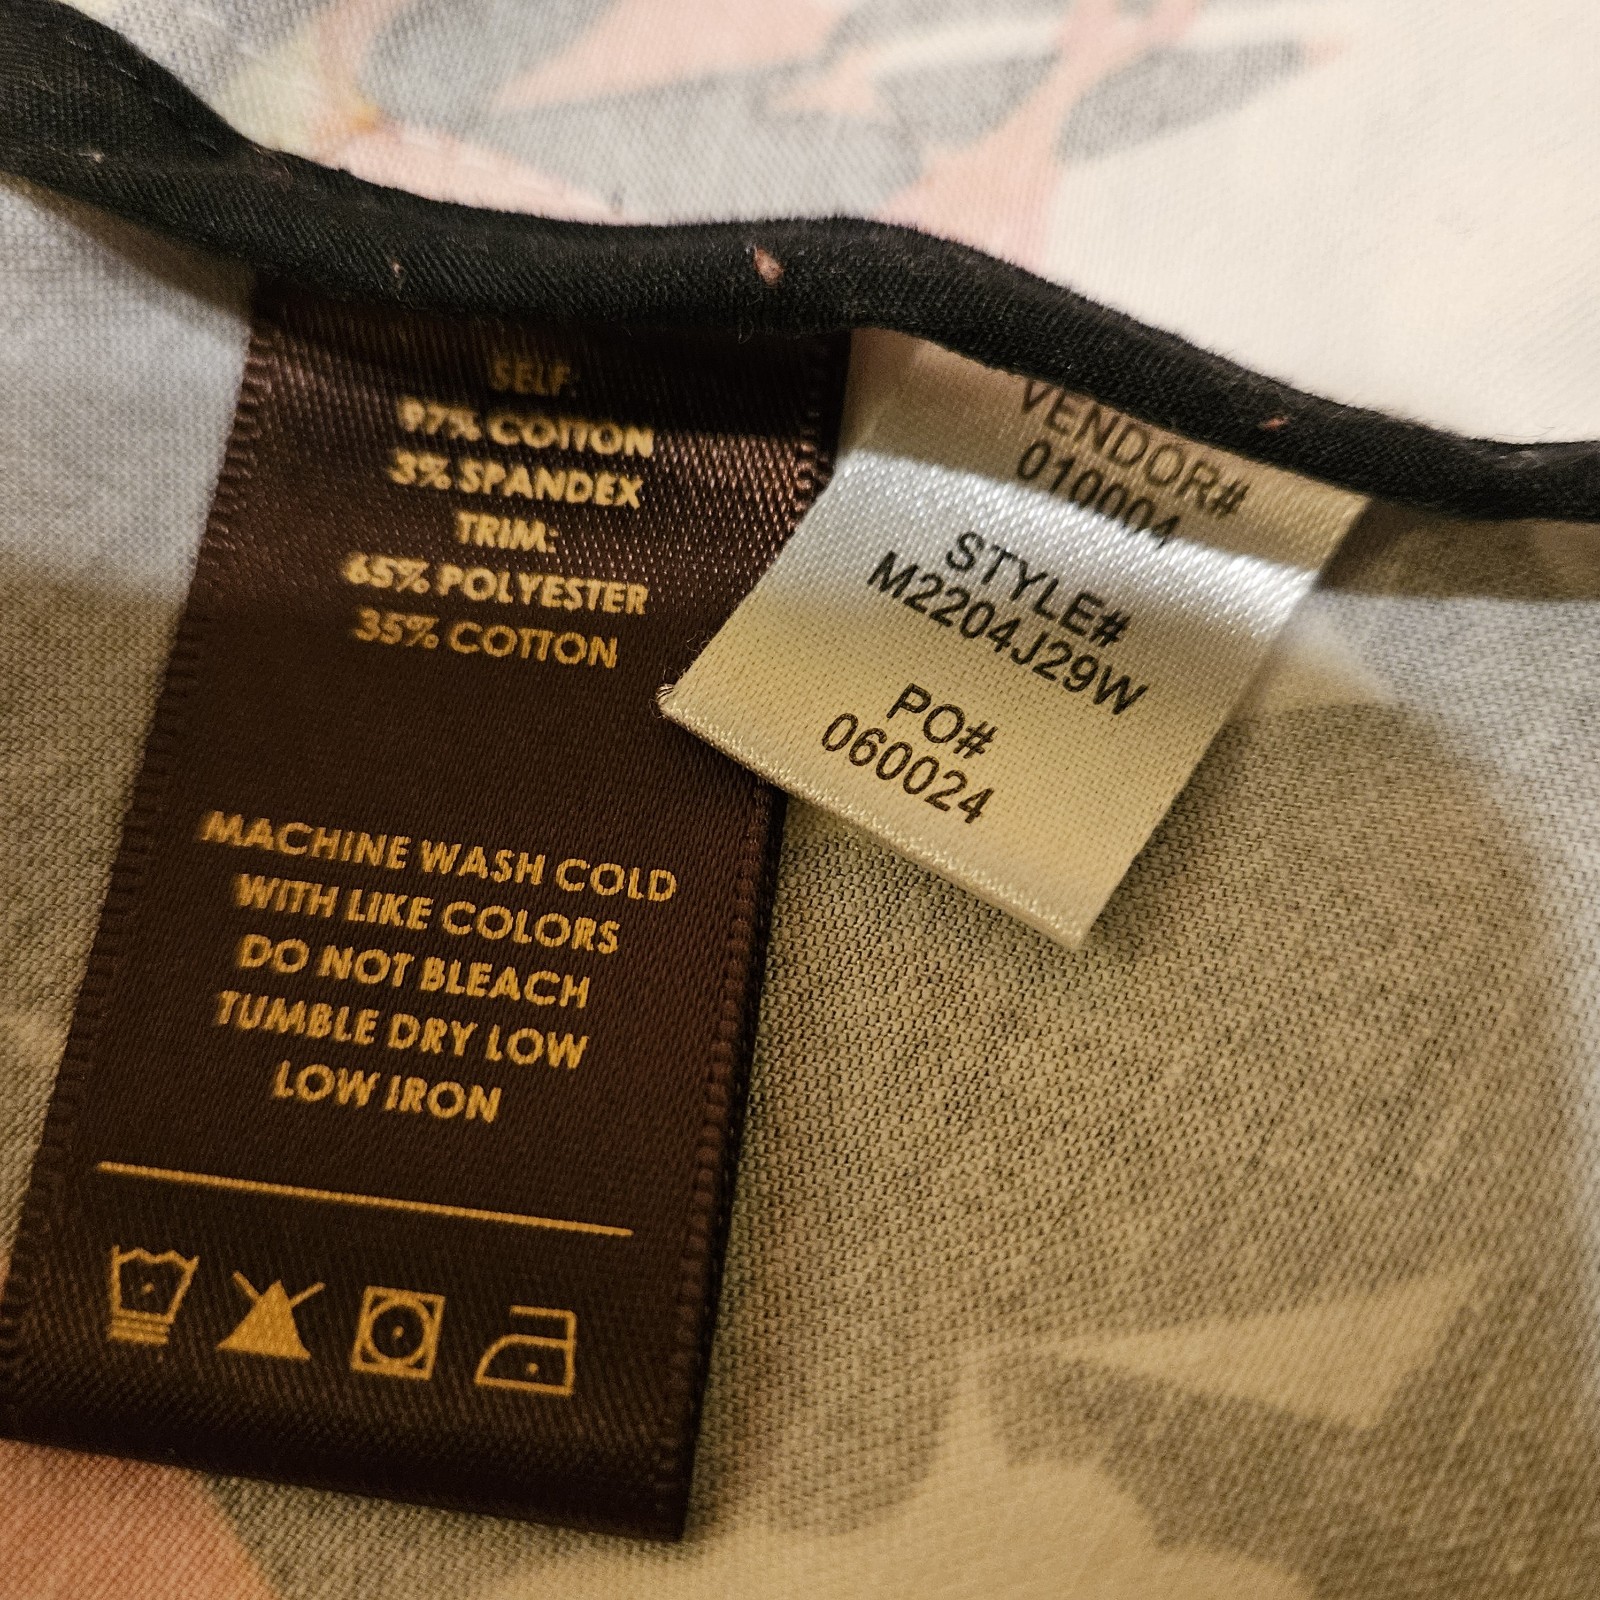 SELF:
97% COTTON
3% SPANDEX
TRIM:
65% POLYESTER
35% COTTON
MACHINE WASH COLD
WITH LIKE COLORS
DO NOT BLEACH
TUMBLE DRY LOW
LOW IRON
VENDOR#
010004
STYLE#
M2204J29W
PO#
060024